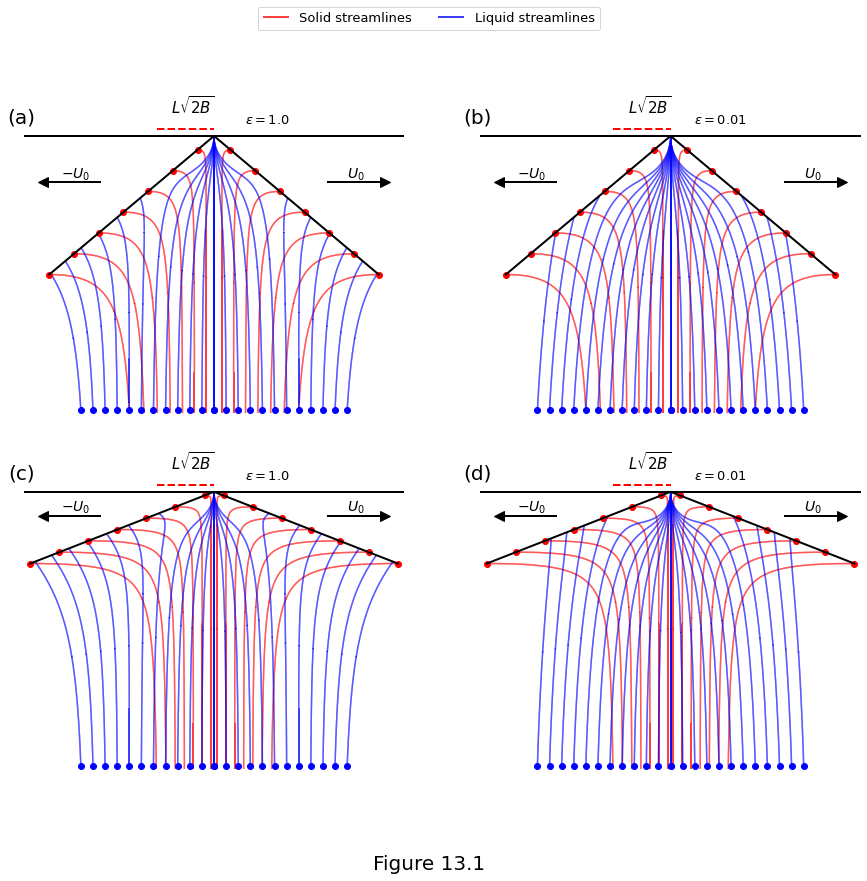 Solid streamlines
Liquid streamlines
(a)
L√2B
ε = 1.0
−U₀
U₀
(b)
L√2B
ε = 0.01
−U₀
U₀
(c)
L√2B
ε = 1.0
−U₀
U₀
(d)
L√2B
ε = 0.01
−U₀
U₀
Figure 13.1